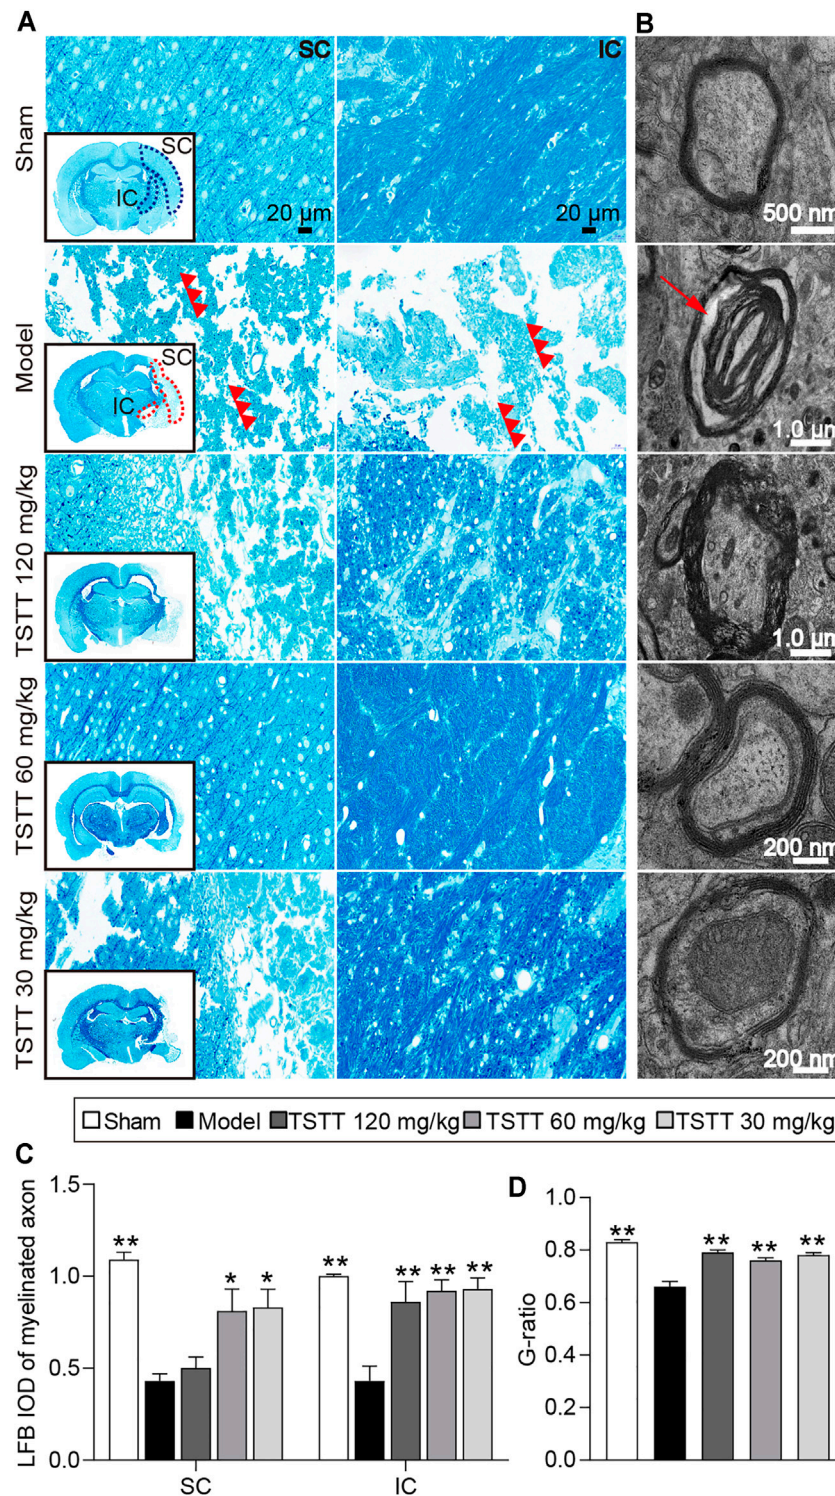 A
B
SC
IC
Sham
SC
IC
20 µm
20 µm
500 nm
Model
SC
IC
1.0 µm
TSTT 120 mg/kg
1.0 µm
TSTT 60 mg/kg
200 nm
TSTT 30 mg/kg
200 nm
Sham Model TSTT 120 mg/kg TSTT 60 mg/kg TSTT 30 mg/kg
C
LFB IOD of myelinated axon
1.5
1.0
0.5
0.0
**
*
*
**
**
**
**
SC
IC
D
G-ratio
1.0
0.8
0.6
0.4
0.2
0.0
**
**
**
**